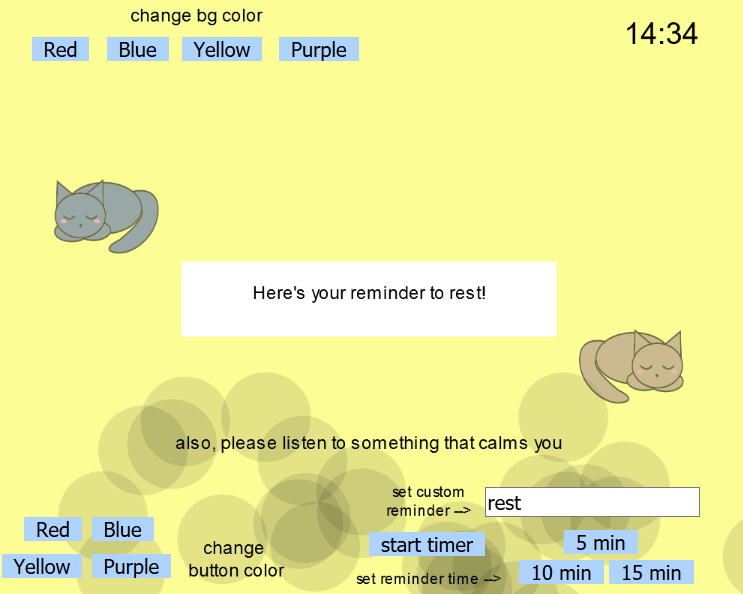 change bg color
14:34
Red Blue Yellow Purple
Here's your reminder to rest!
also, please listen to something that calms you
set custom
reminder -->
rest
Red Blue
Yellow Purple
change
button color
start timer
5 min
set reminder time -->
10 min 15 min